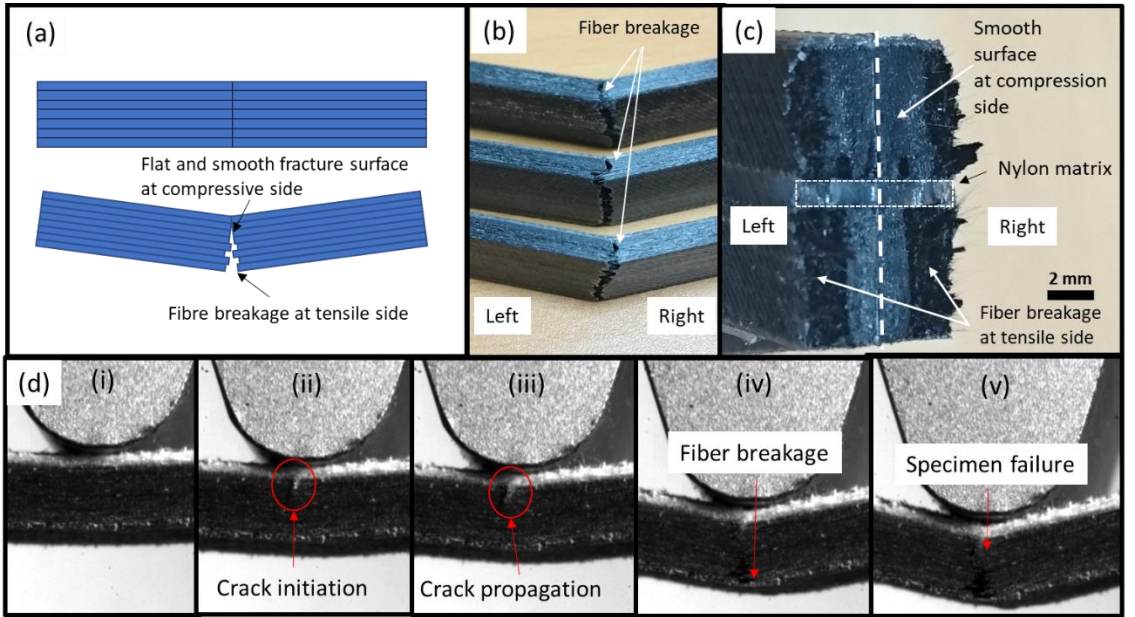 (a)
Flat and smooth fracture surface
at compressive side
Fibre breakage at tensile side
(b)
Fiber breakage
Left
Right
(c)
Smooth
surface
at compression
side
Nylon matrix
Left
Right
2 mm
Fiber breakage
at tensile side
(d)
(i)
(ii)
Crack initiation
(iii)
Crack propagation
(iv)
Fiber breakage
(v)
Specimen failure